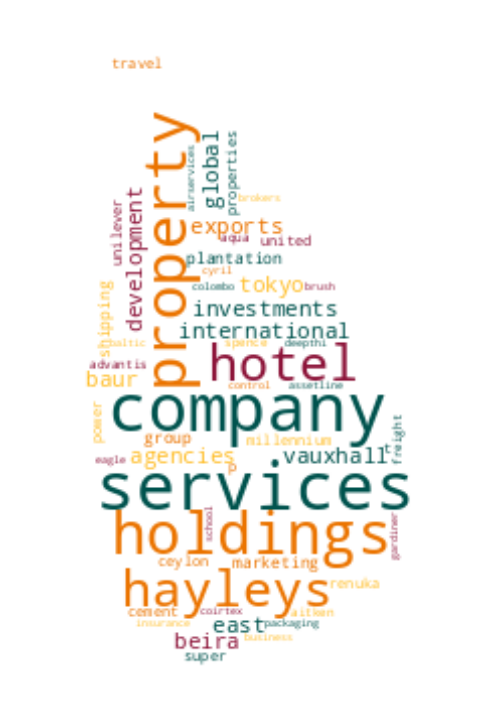 travel
property
airservices
global
properties
brokers
unilever
development
exports
aqua
united
plantation
cyril
shipping
colombo
tokyo
brush
investments
international
baltic
spence
deepthi
advantis
hotel
baur
control
assetline
company
power
group
millennium
freight
eagle
agencies
p
vauxhall
t
services
holdings
school
gardiner
ceylon
marketing
hayleys
renuka
cement
coirtex
aitken
insurance
east
packaging
beira
business
super